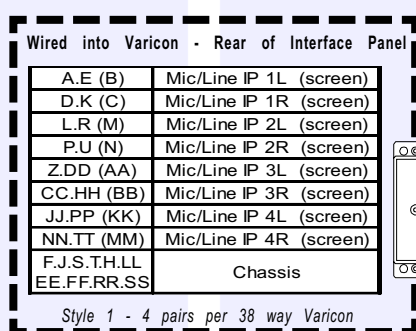 Wired into Varicon - Rear of Interface Panel
A.E (B) Mic/Line IP 1L (screen)
D.K (C) Mic/Line IP 1R (screen)
L.R (M) Mic/Line IP 2L (screen)
P.U (N) Mic/Line IP 2R (screen)
Z.DD (AA) Mic/Line IP 3L (screen)
CC.HH (BB) Mic/Line IP 3R (screen)
JJ.PP (KK) Mic/Line IP 4L (screen)
NN.TT (MM) Mic/Line IP 4R (screen)
F.J.S.T.H.LL
EE.FF.RR.SS Chassis
Style 1 - 4 pairs per 38 way Varicon